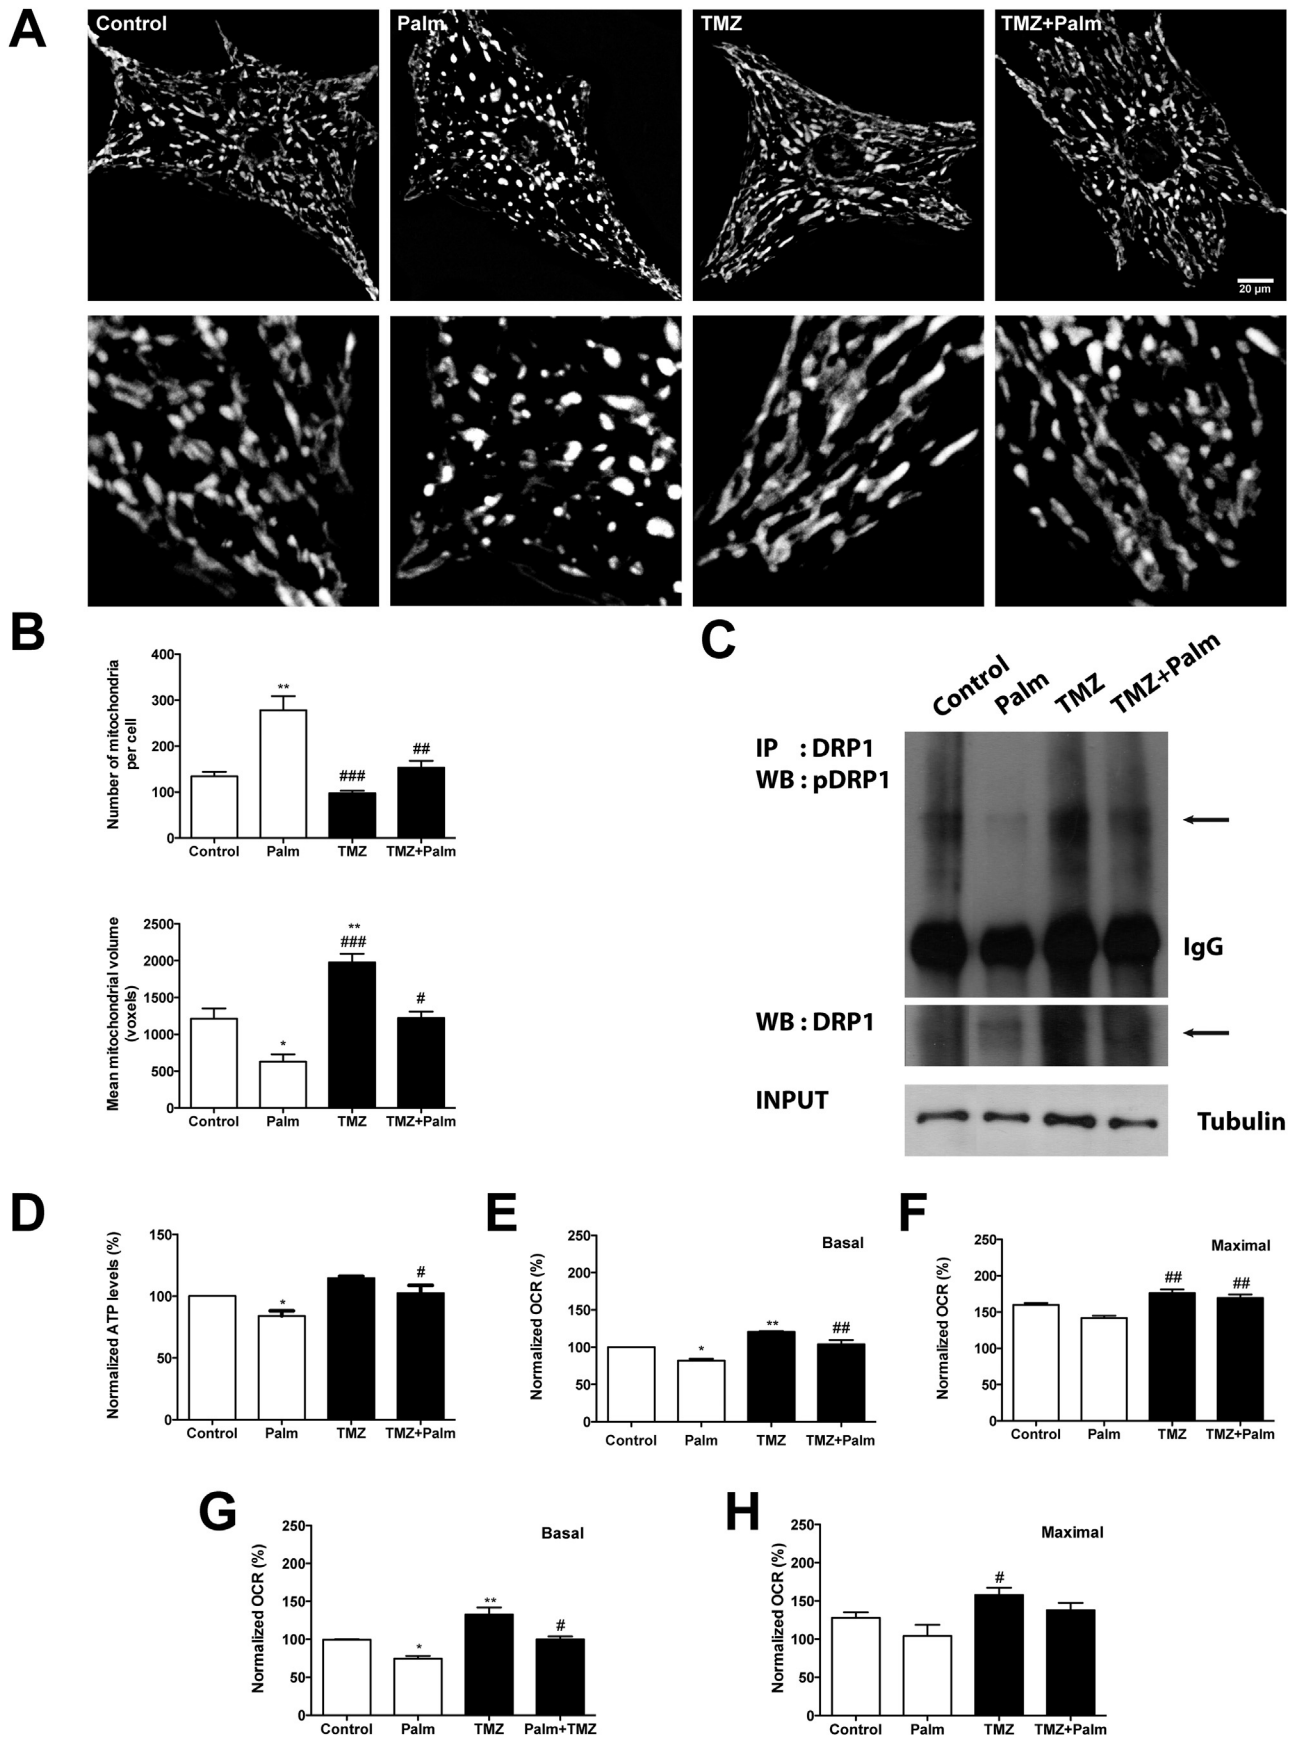 A
Control
Palm
TMZ
TMZ+Palm
20 µm
B
Number of mitochondria
per cell
400
300
200
100
0
**
###
##
Control
Palm
TMZ
TMZ+Palm
Mean mitochondrial volume
(voxels)
2500
2000
1500
1000
500
0
*
**
###
#
Control
Palm
TMZ
TMZ+Palm
C
Control
Palm
TMZ
TMZ+Palm
IP : DRP1
WB : pDRP1
IgG
WB : DRP1
INPUT
Tubulin
D
Normalized ATP levels (%)
150
100
50
0
*
#
Control
Palm
TMZ
TMZ+Palm
E
Basal
Normalized OCR (%)
250
200
150
100
50
0
*
**
##
Control
Palm
TMZ
TMZ+Palm
F
Maximal
Normalized OCR (%)
250
200
150
100
50
0
##
##
Control
Palm
TMZ
TMZ+Palm
G
Basal
Normalized OCR (%)
250
200
150
100
50
0
*
**
#
Control
Palm
TMZ
Palm+TMZ
H
Maximal
Normalized OCR (%)
250
200
150
100
50
0
#
Control
Palm
TMZ
TMZ+Palm